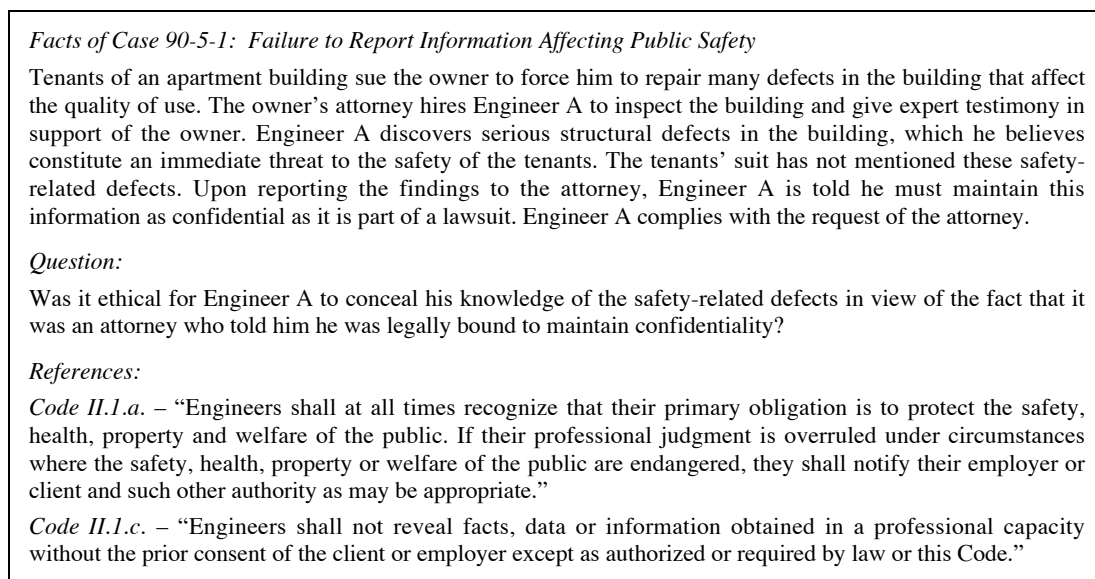 Facts of Case 90-5-1:  Failure to Report Information Affecting Public Safety
Tenants of an apartment building sue the owner to force him to repair many defects in the building that affect
the quality of use. The owner’s attorney hires Engineer A to inspect the building and give expert testimony in
support of the owner. Engineer A discovers serious structural defects in the building, which he believes
constitute an immediate threat to the safety of the tenants. The tenants’ suit has not mentioned these safety-
related defects. Upon reporting the findings to the attorney, Engineer A is told he must maintain this
information as confidential as it is part of a lawsuit. Engineer A complies with the request of the attorney.
Question:
Was it ethical for Engineer A to conceal his knowledge of the safety-related defects in view of the fact that it
was an attorney who told him he was legally bound to maintain confidentiality?
References:
Code II.1.a. – “Engineers shall at all times recognize that their primary obligation is to protect the safety,
health, property and welfare of the public. If their professional judgment is overruled under circumstances
where the safety, health, property or welfare of the public are endangered, they shall notify their employer or
client and such other authority as may be appropriate.”
Code II.1.c. – “Engineers shall not reveal facts, data or information obtained in a professional capacity
without the prior consent of the client or employer except as authorized or required by law or this Code.”